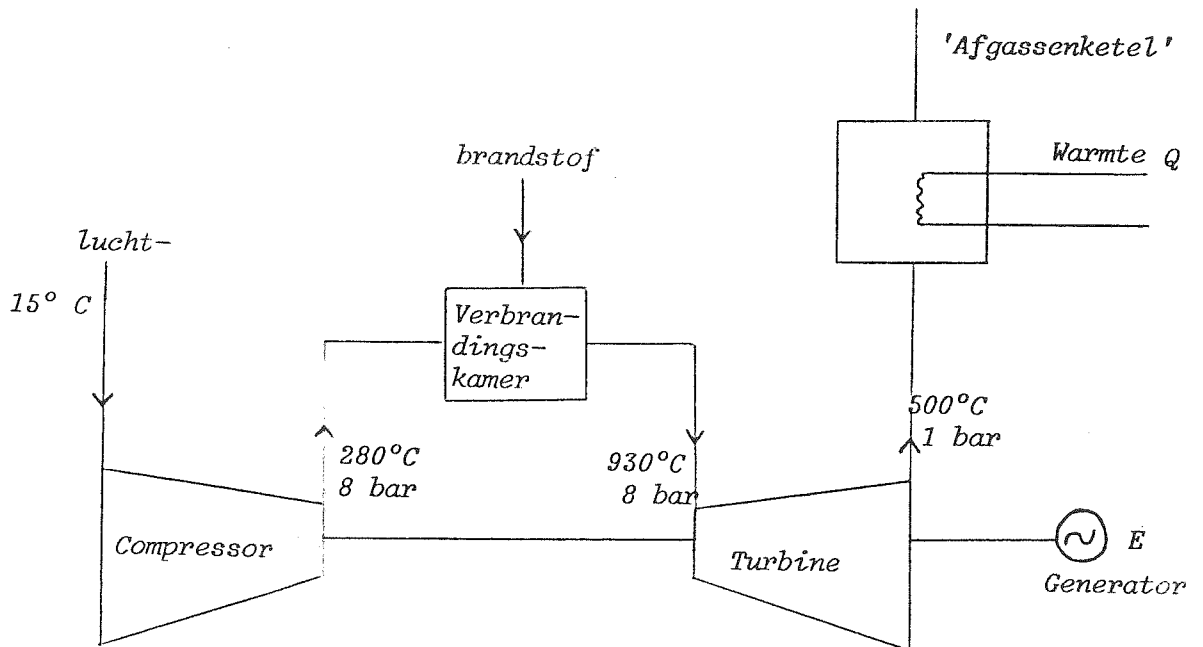 'Afgassenketel'
brandstof
Warmte Q
lucht-
15° C
Verbran-
dings-
kamer
500°C
1 bar
280°C
8 bar
930°C
8 bar
Compressor
Turbine
E
Generator